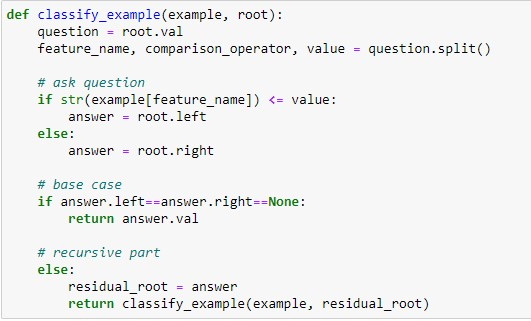 def classify_example(example, root):
    question = root.val
    feature_name, comparison_operator, value = question.split()

    # ask question
    if str(example[feature_name]) <= value:
        answer = root.left
    else:
        answer = root.right

    # base case
    if answer.left==answer.right==None:
        return answer.val

    # recursive part
    else:
        residual_root = answer
        return classify_example(example, residual_root)